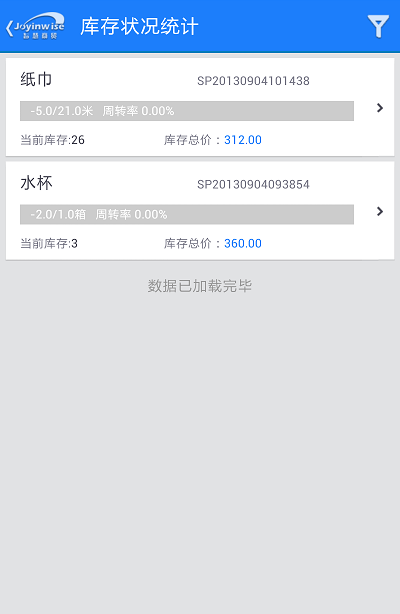 Joyinwise
库存状况统计
智慧商贸
纸巾 SP20130904101438
-5.0/21.0米 周转率 0.00%
当前库存:26 库存总价：312.00
水杯 SP20130904093854
-2.0/1.0箱 周转率 0.00%
当前库存:3 库存总价：360.00
数据已加载完毕